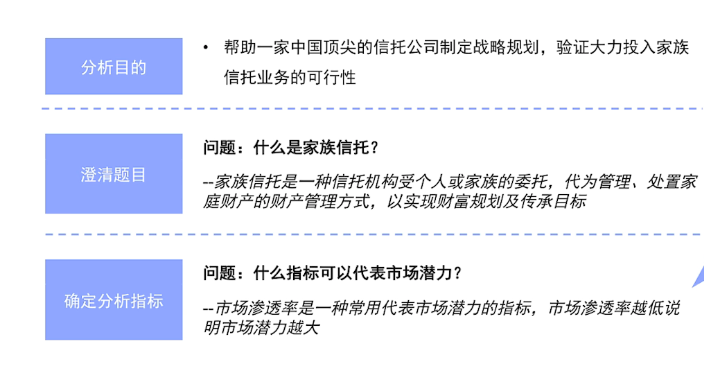 分析目的
• 帮助一家中国顶尖的信托公司制定战略规划，验证大力投入家族
信托业务的可行性
澄清题目
问题：什么是家族信托？
--家族信托是一种信托机构受个人或家族的委托，代为管理、处置家
庭财产的财产管理方式，以实现财富规划及传承目标
确定分析指标
问题：什么指标可以代表市场潜力？
--市场渗透率是一种常用代表市场潜力的指标，市场渗透率越低说
明市场潜力越大